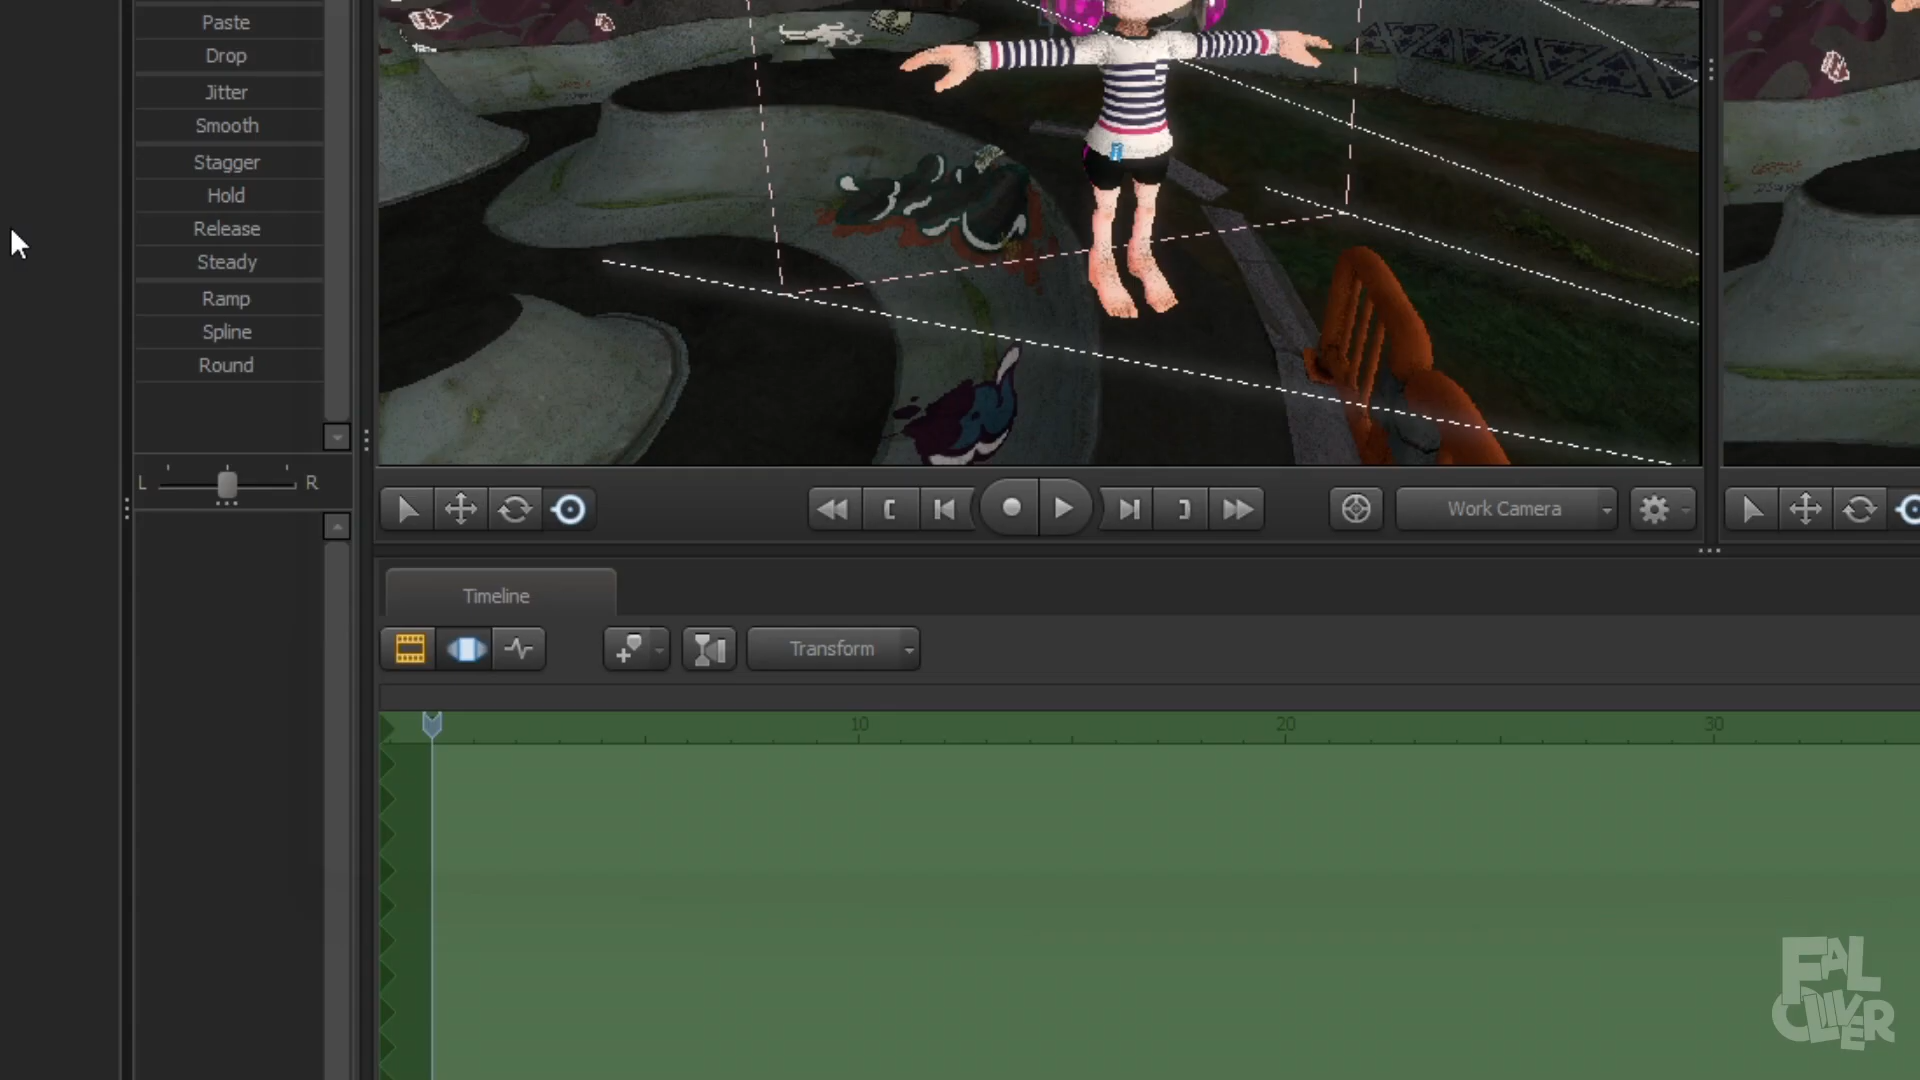 Paste
Drop
Jitter
Smooth
Stagger
Hold
Release
Steady
Ramp
Spline
Round
L R
Work Camera
Timeline
Transform
10 20 30
FAL
CLIVER